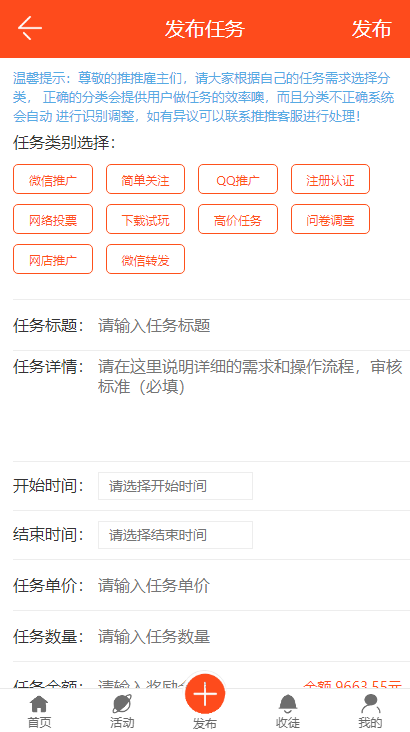 发布任务 发布
温馨提示：尊敬的推推雇主们，请大家根据自己的任务需求选择分
类， 正确的分类会提供用户做任务的效率噢，而且分类不正确系统
会自动 进行识别调整，如有异议可以联系推推客服进行处理！
任务类别选择：
微信推广 简单关注 QQ推广 注册认证
网络投票 下载试玩 高价任务 问卷调查
网店推广 微信转发
任务标题： 请输入任务标题
任务详情： 请在这里说明详细的需求和操作流程，审核
标准（必填）
开始时间： 请选择开始时间
结束时间： 请选择结束时间
任务单价： 请输入任务单价
任务数量： 请输入任务数量
任务金额： 请输入奖励金 余额 9663.55元
首页 活动 发布 收徒 我的